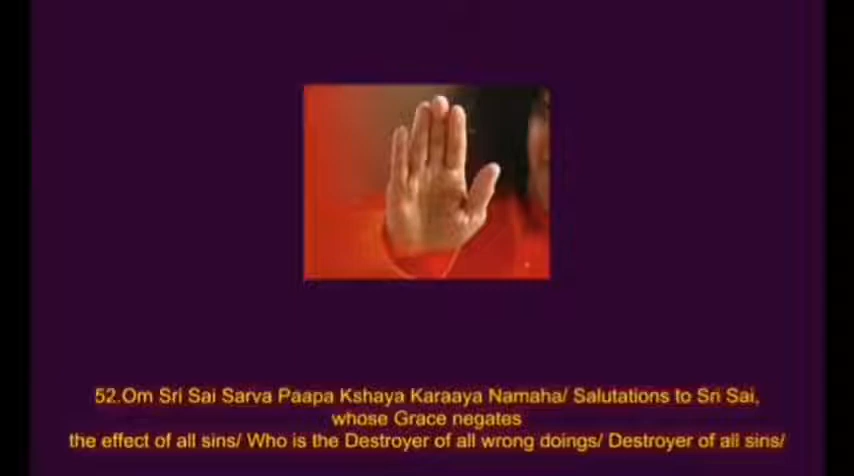 52.Om Sri Sai Sarva Paapa Kshaya Karaaya Namaha/ Salutations to Sri Sai,
whose Grace negates
the effect of all sins/ Who is the Destroyer of all wrong doings/ Destroyer of all sins/